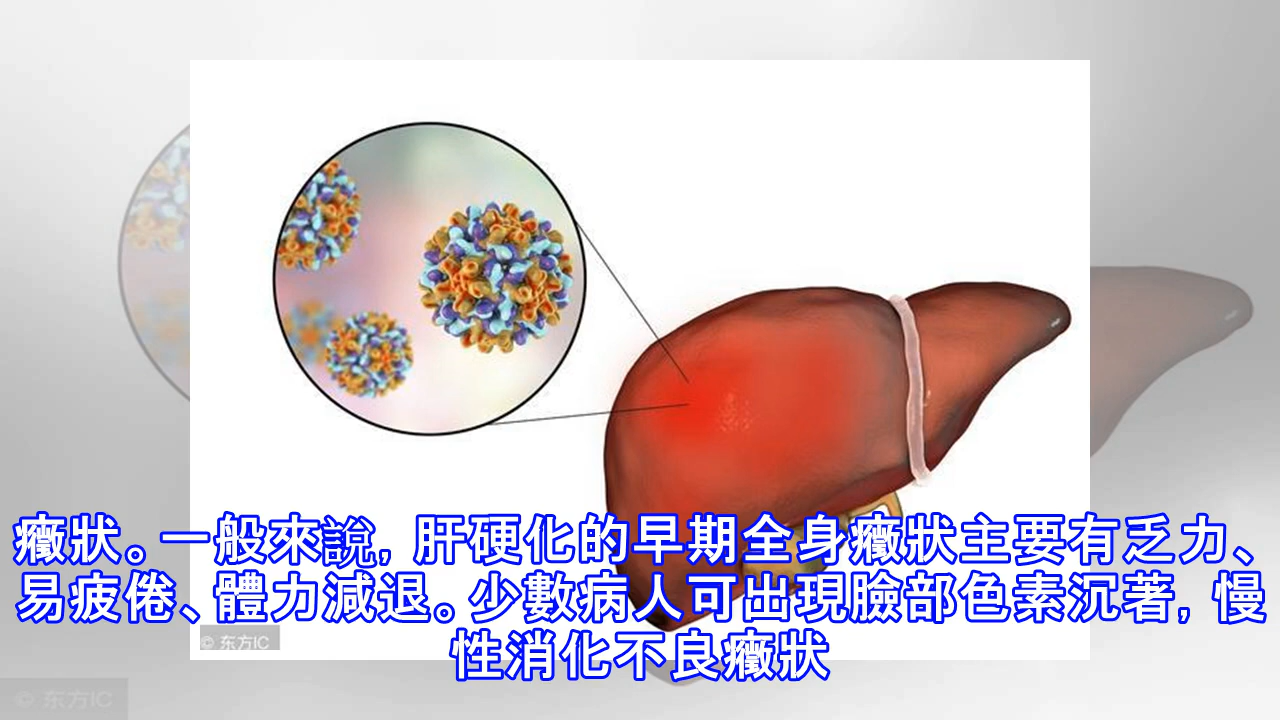 癥狀。一般來說, 肝硬化的早期全身癥狀主要有乏力、
易疲倦、體力減退。少數病人可出現臉部色素沉著, 慢
性消化不良癥狀
© 东方IC
© 东方IC